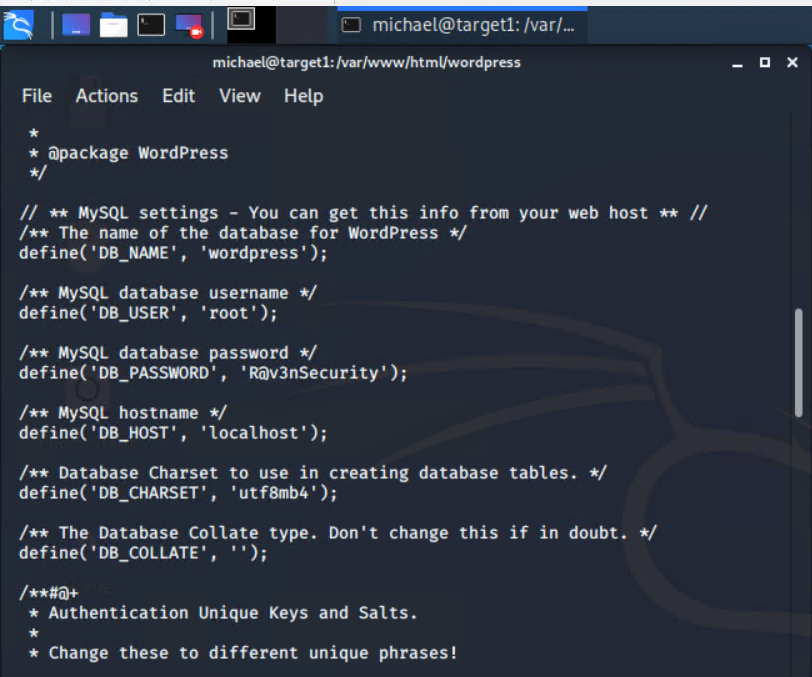 michael@target1: /var/...
michael@target1: /var/www/html/wordpress
File Actions Edit View Help
*
* @package WordPress
*/
// ** MySQL settings - You can get this info from your web host ** //
/** The name of the database for WordPress */
define('DB_NAME', 'wordpress');
/** MySQL database username */
define('DB_USER', 'root');
/** MySQL database password */
define('DB_PASSWORD', 'R@v3nSecurity');
/** MySQL hostname */
define('DB_HOST', 'localhost');
/** Database Charset to use in creating database tables. */
define('DB_CHARSET', 'utf8mb4');
/** The Database Collate type. Don't change this if in doubt. */
define('DB_COLLATE', '');
/**#@+
* Authentication Unique Keys and Salts.
*
* Change these to different unique phrases!